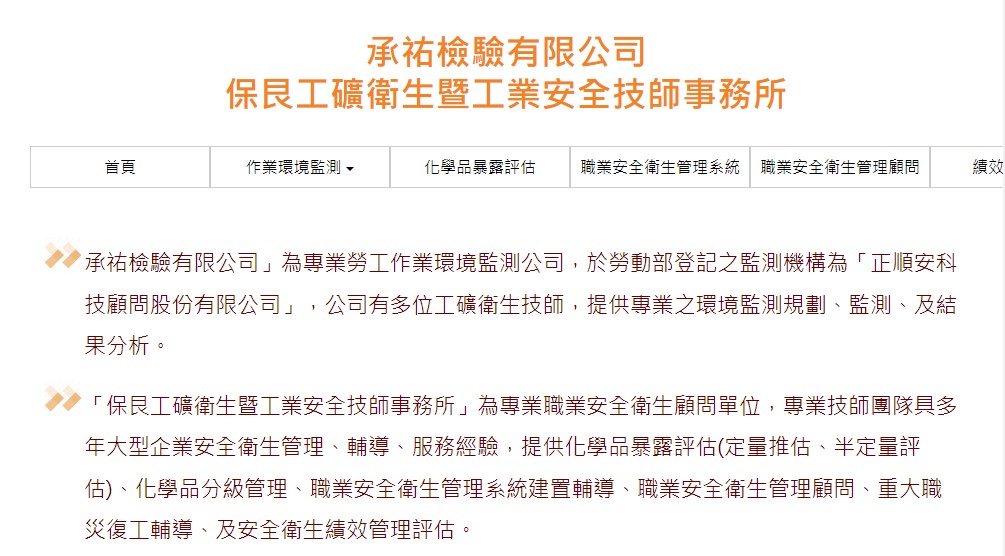 承祐檢驗有限公司
保艮工礦衛生暨工業安全技師事務所
首頁
作業環境監測
化學品暴露評估
職業安全衛生管理系統
職業安全衛生管理顧問
績效
承祐檢驗有限公司」為專業勞工作業環境監測公司，於勞動部登記之監測機構為「正順安科
技顧問股份有限公司」，公司有多位工礦衛生技師，提供專業之環境監測規劃、監測、及結
果分析。
「保艮工礦衛生暨工業安全技師事務所」為專業職業安全衛生顧問單位，專業技師團隊具多
年大型企業安全衛生管理、輔導、服務經驗，提供化學品暴露評估(定量推估、半定量評
估)、化學品分級管理、職業安全衛生管理系統建置輔導、職業安全衛生管理顧問、重大職
災復工輔導、及安全衛生績效管理評估。